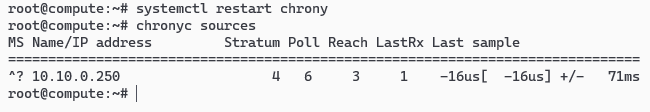 root@compute:~# systemctl restart chrony
root@compute:~# chronyc sources
MS Name/IP address         Stratum Poll Reach LastRx Last sample
===============================================================================
^? 10.10.0.250                   4   6     3     1    -16us[  -16us] +/-   71ms
root@compute:~#